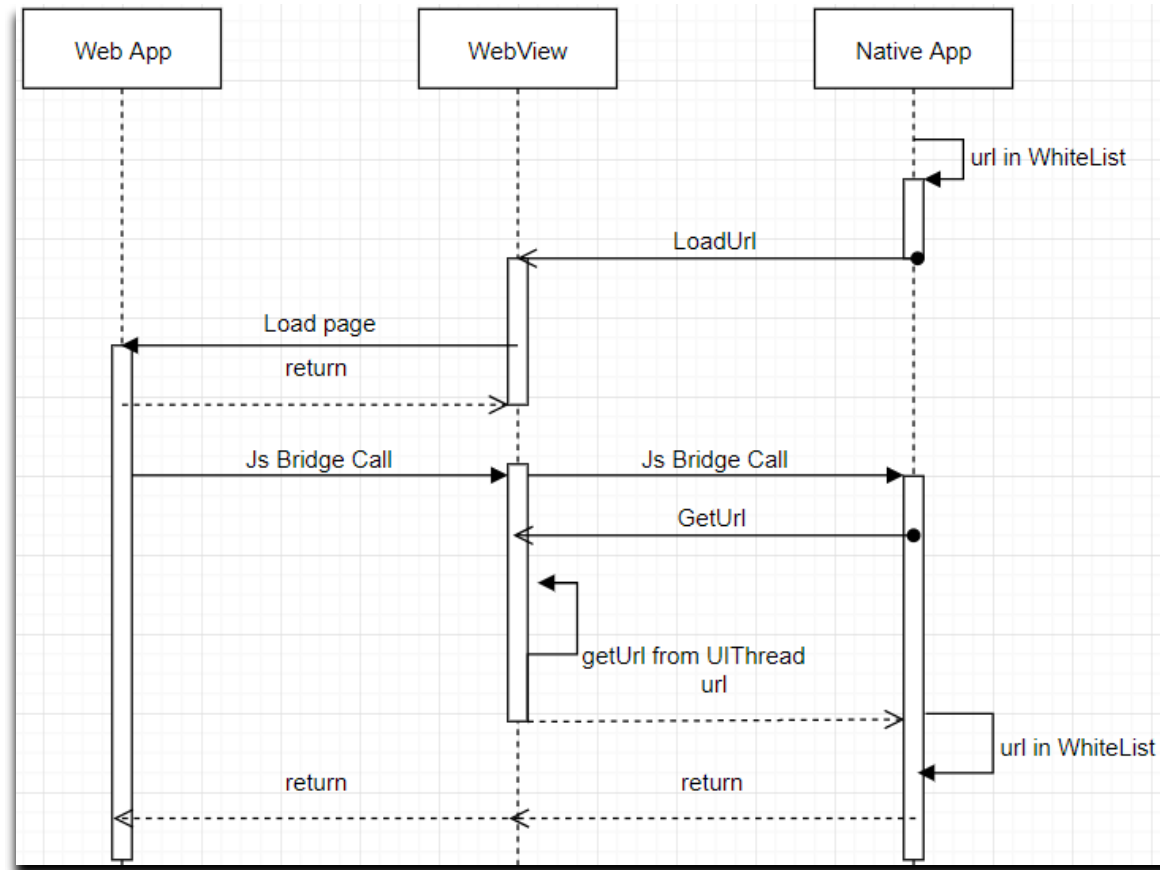 Web App
WebView
Native App
url in WhiteList
LoadUrl
Load page
return
Js Bridge Call
Js Bridge Call
GetUrl
getUrl from UIThread
url
url in WhiteList
return
return